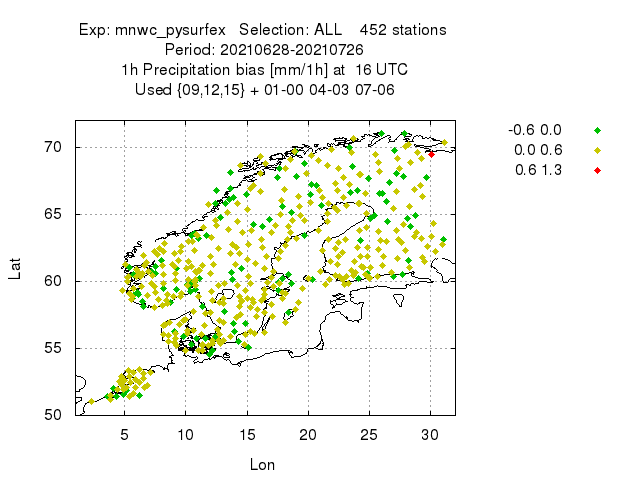 Exp: mnwc_pysurfex   Selection: ALL    452 stations
Period: 20210628-20210726
1h Precipitation bias [mm/1h] at  16 UTC
Used {09,12,15} + 01-00 04-03 07-06
-0.6 0.0
0.0 0.6
0.6 1.3
70
65
60
55
50
Lat
5 10 15 20 25 30
Lon